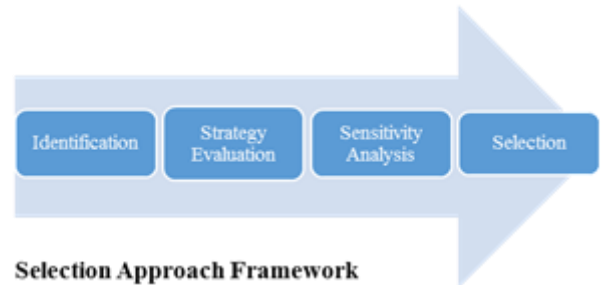 Identification
Strategy
Evaluation
Sensitivity
Analysis
Selection
Selection Approach Framework